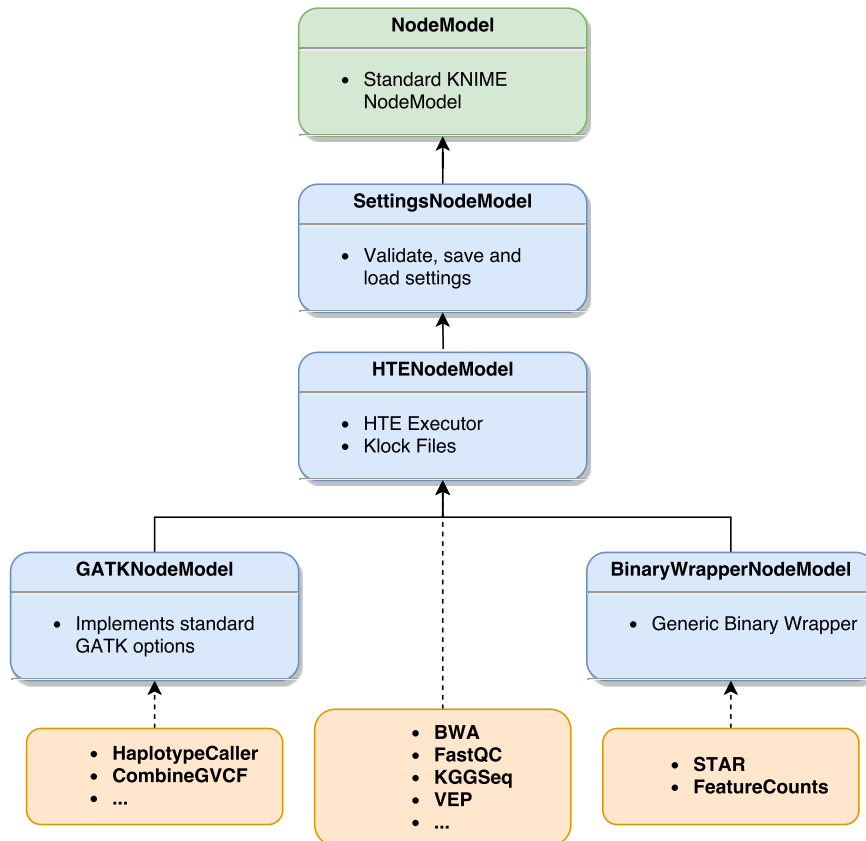 NodeModel
• Standard KNIME
NodeModel
SettingsNodeModel
• Validate, save and
load settings
HTENodeModel
• HTE Executor
• Klock Files
GATKNodeModel
• Implements standard
GATK options
BinaryWrapperNodeModel
• Generic Binary Wrapper
• HaplotypeCaller
• CombineGVCF
• ...
• BWA
• FastQC
• KGGSeq
• VEP
• ...
• STAR
• FeatureCounts